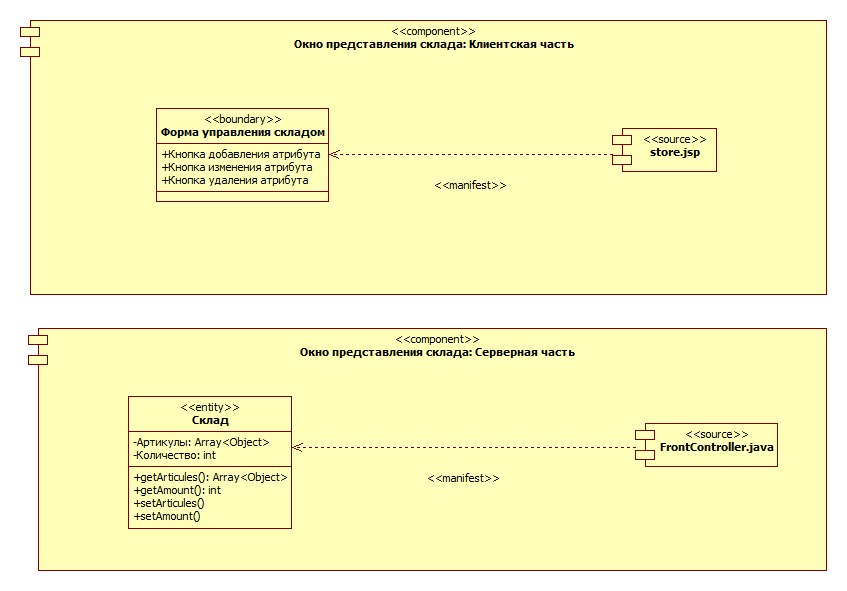 <<component>>
Окно представления склада: Клиентская часть
<<boundary>>
Форма управления складом
+Кнопка добавления атрибута
+Кнопка изменения атрибута
+Кнопка удаления атрибута
<<source>>
store.jsp
<<manifest>>
<<component>>
Окно представления склада: Серверная часть
<<entity>>
Склад
-Артикулы: Array<Object>
-Количество: int
+getArticules(): Array<Object>
+getAmount(): int
+setArticules()
+setAmount()
<<source>>
FrontController.java
<<manifest>>